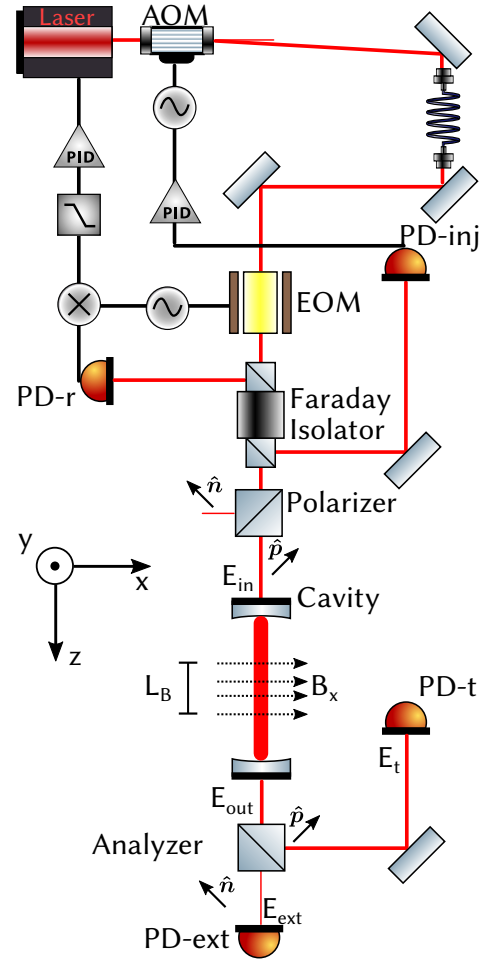 Laser
AOM
PID
PID
PD-inj
EOM
PD-r
Faraday
Isolator
n̂
Polarizer
p̂
y
x
z
E_in
Cavity
L_B
B_x
PD-t
E_t
E_out
p̂
Analyzer
n̂
E_ext
PD-ext